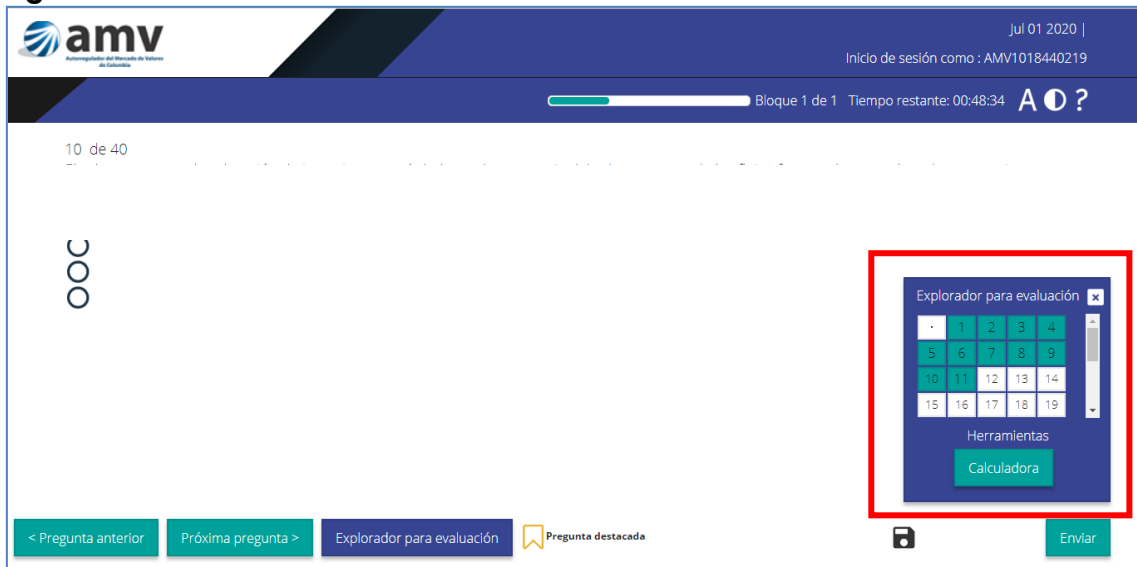 amv
Autorregulador del Mercado de Valores
de Colombia
Jul 01 2020 |
Inicio de sesión como : AMV1018440219
Bloque 1 de 1 Tiempo restante: 00:48:34 A ?
10 de 40
Explorador para evaluación x
· 1 2 3 4
5 6 7 8 9
10 11 12 13 14
15 16 17 18 19
Herramientas
Calculadora
< Pregunta anterior
Próxima pregunta >
Explorador para evaluación
Pregunta destacada
Enviar